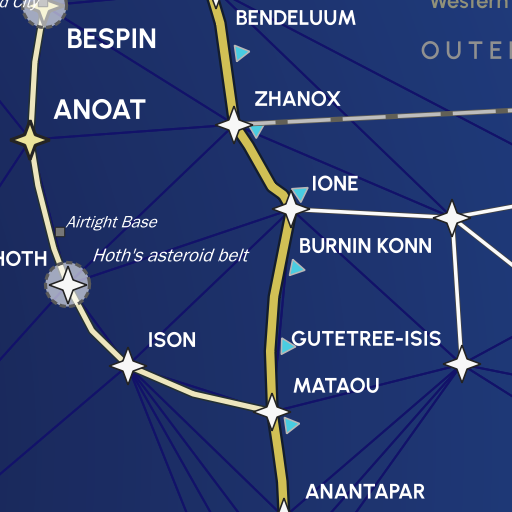 BENDELUUM
Western
BESPIN
ZHANOX
ANOAT
IONE
Airtight Base
BURNIN KONN
HOTH
Hoth's asteroid belt
ISON
GUTETREE-ISIS
MATAOU
ANANTAPAR